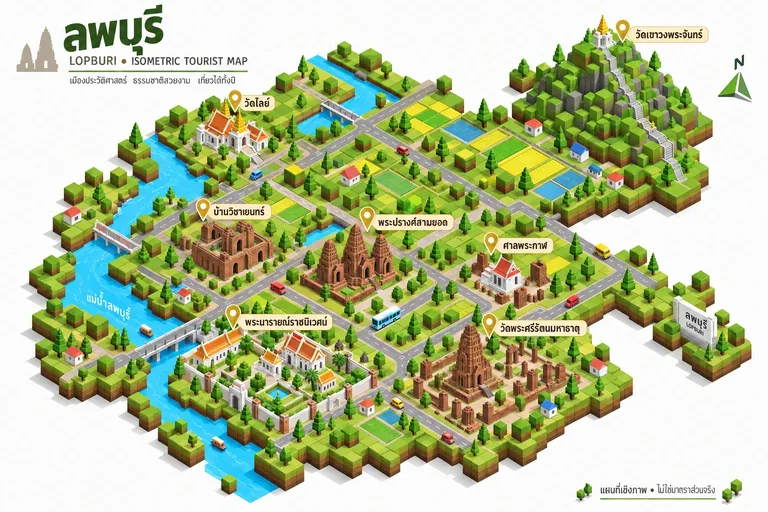 ลพบุรี
LOPBURI • ISOMETRIC TOURIST MAP
เมืองประวัติศาสตร์ ธรรมชาติสวยงาม เที่ยวได้ทั้งปี
วัดเขาวงพระจันทร์
N
วัดไลย์
บ้านวิชาเยนทร์
พระปรางค์สามยอด
ศาลพระกาฬ
แม่น้ำลพบุรี
พระนารายณ์ราชนิเวศน์
วัดพระศรีรัตนมหาธาตุ
ลพบุรี
LOPBURI
แผนที่เชิงภาพ • ไม่ใช่มาตราส่วนจริง